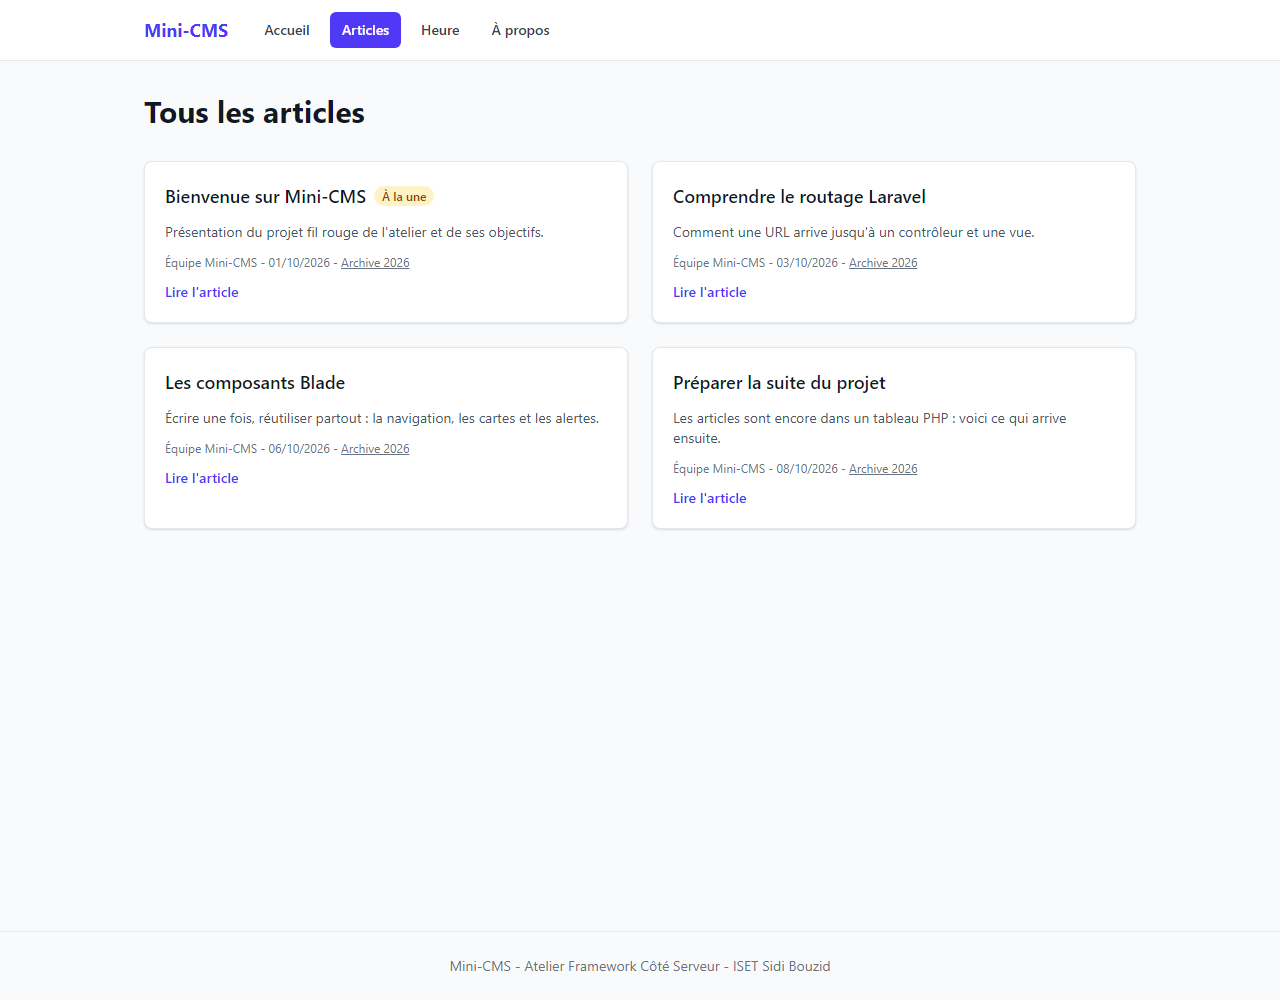 Mini-CMS Accueil Articles Heure À propos
Tous les articles
Bienvenue sur Mini-CMS À la une
Présentation du projet fil rouge de l'atelier et de ses objectifs.
Équipe Mini-CMS - 01/10/2026 - Archive 2026
Lire l'article
Comprendre le routage Laravel
Comment une URL arrive jusqu'à un contrôleur et une vue.
Équipe Mini-CMS - 03/10/2026 - Archive 2026
Lire l'article
Les composants Blade
Écrire une fois, réutiliser partout : la navigation, les cartes et les alertes.
Équipe Mini-CMS - 06/10/2026 - Archive 2026
Lire l'article
Préparer la suite du projet
Les articles sont encore dans un tableau PHP : voici ce qui arrive
ensuite.
Équipe Mini-CMS - 08/10/2026 - Archive 2026
Lire l'article
Mini-CMS - Atelier Framework Côté Serveur - ISET Sidi Bouzid